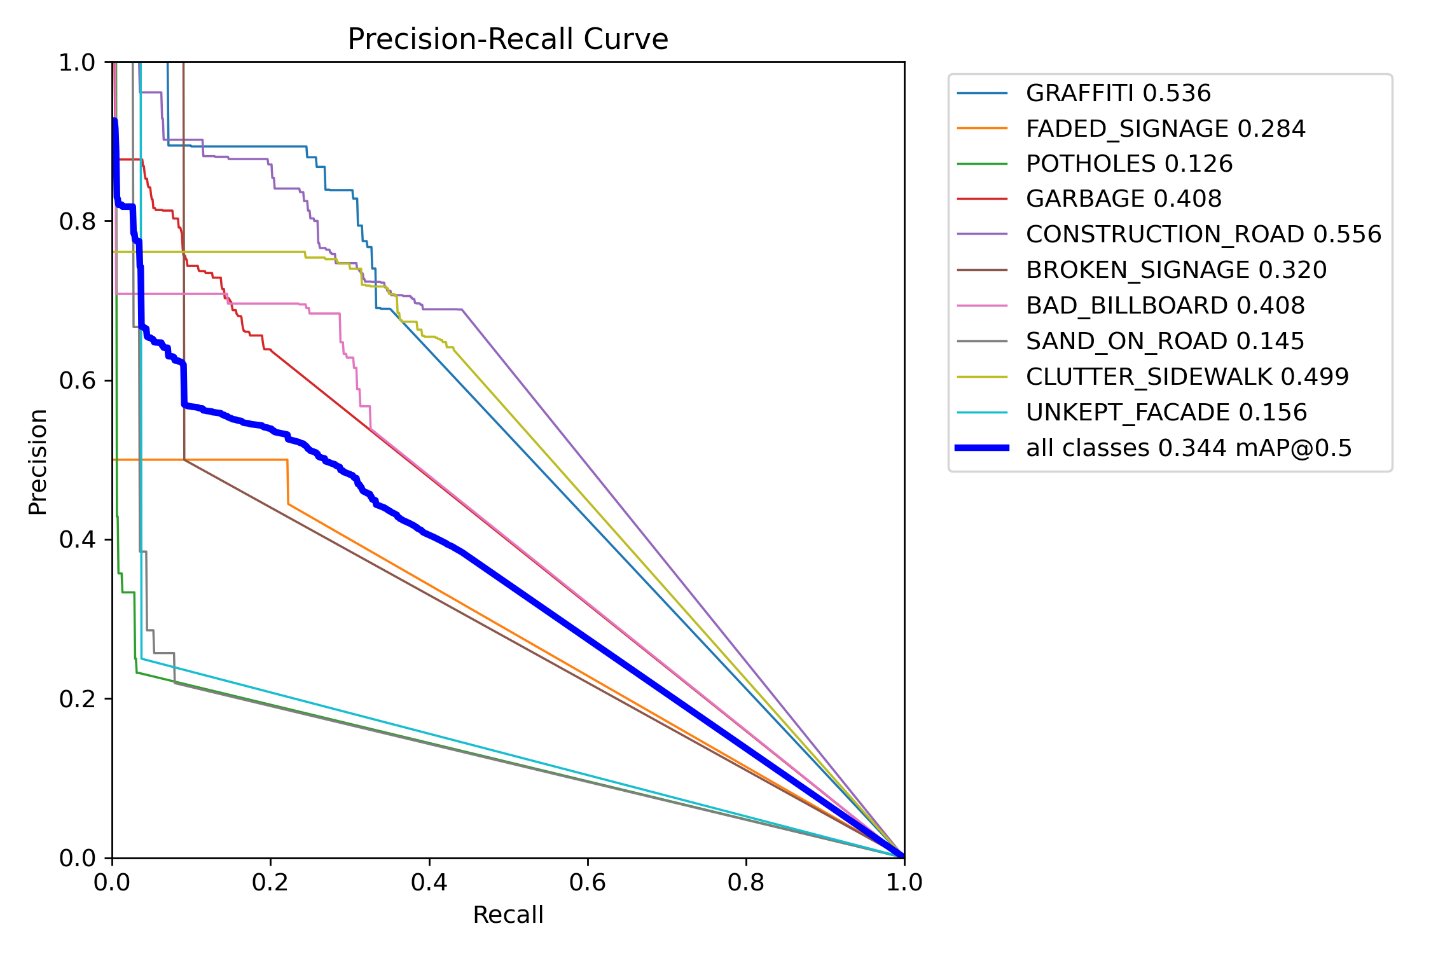 Precision-Recall Curve
1.0
0.8
0.6
0.4
0.2
0.0
Precision
0.0 0.2 0.4 0.6 0.8 1.0
Recall
GRAFFITI 0.536
FADED_SIGNAGE 0.284
POTHOLES 0.126
GARBAGE 0.408
CONSTRUCTION_ROAD 0.556
BROKEN_SIGNAGE 0.320
BAD_BILLBOARD 0.408
SAND_ON_ROAD 0.145
CLUTTER_SIDEWALK 0.499
UNKEPT_FACADE 0.156
all classes 0.344 mAP@0.5